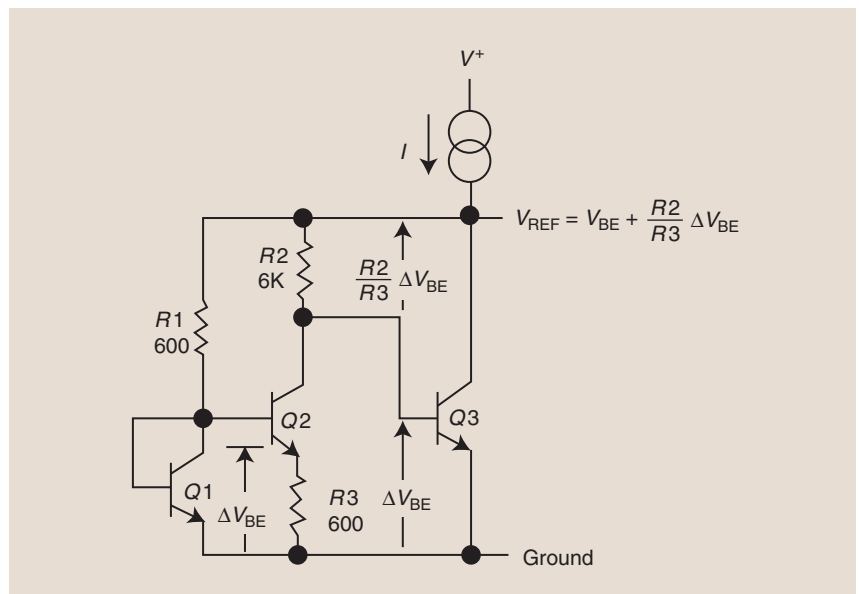 V+
I
VREF = VBE + R2/R3 ΔVBE
R2
6K
R2/R3 ΔVBE
R1
600
Q2
Q3
Q1
ΔVBE
R3
600
ΔVBE
Ground